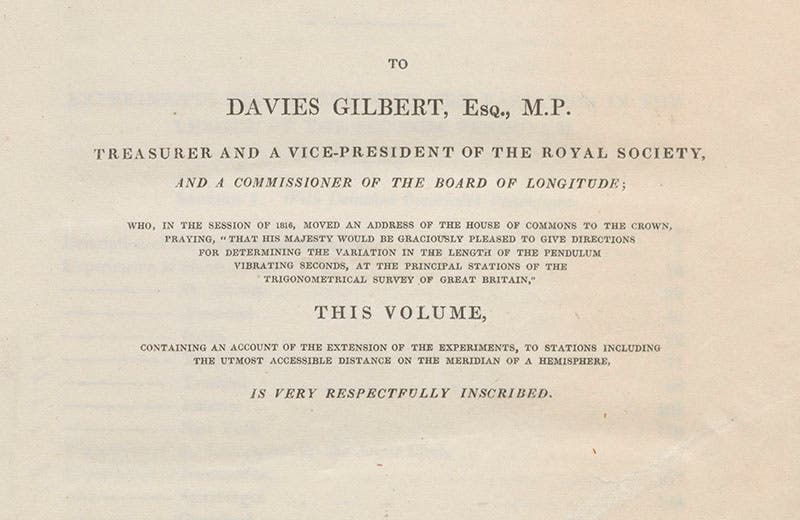 TO
DAVIES GILBERT, ESQ., M.P.
TREASURER AND A VICE-PRESIDENT OF THE ROYAL SOCIETY,
AND A COMMISSIONER OF THE BOARD OF LONGITUDE;
WHO, IN THE SESSION OF 1816, MOVED AN ADDRESS OF THE HOUSE OF COMMONS TO THE CROWN,
PRAYING, "THAT HIS MAJESTY WOULD BE GRACIOUSLY PLEASED TO GIVE DIRECTIONS
FOR DETERMINING THE VARIATION IN THE LENGTH OF THE PENDULUM
VIBRATING SECONDS, AT THE PRINCIPAL STATIONS OF THE
TRIGONOMETRICAL SURVEY OF GREAT BRITAIN,"
THIS VOLUME,
CONTAINING AN ACCOUNT OF THE EXTENSION OF THE EXPERIMENTS, TO STATIONS INCLUDING
THE UTMOST ACCESSIBLE DISTANCE ON THE MERIDIAN OF A HEMISPHERE,
IS VERY RESPECTFULLY INSCRIBED.